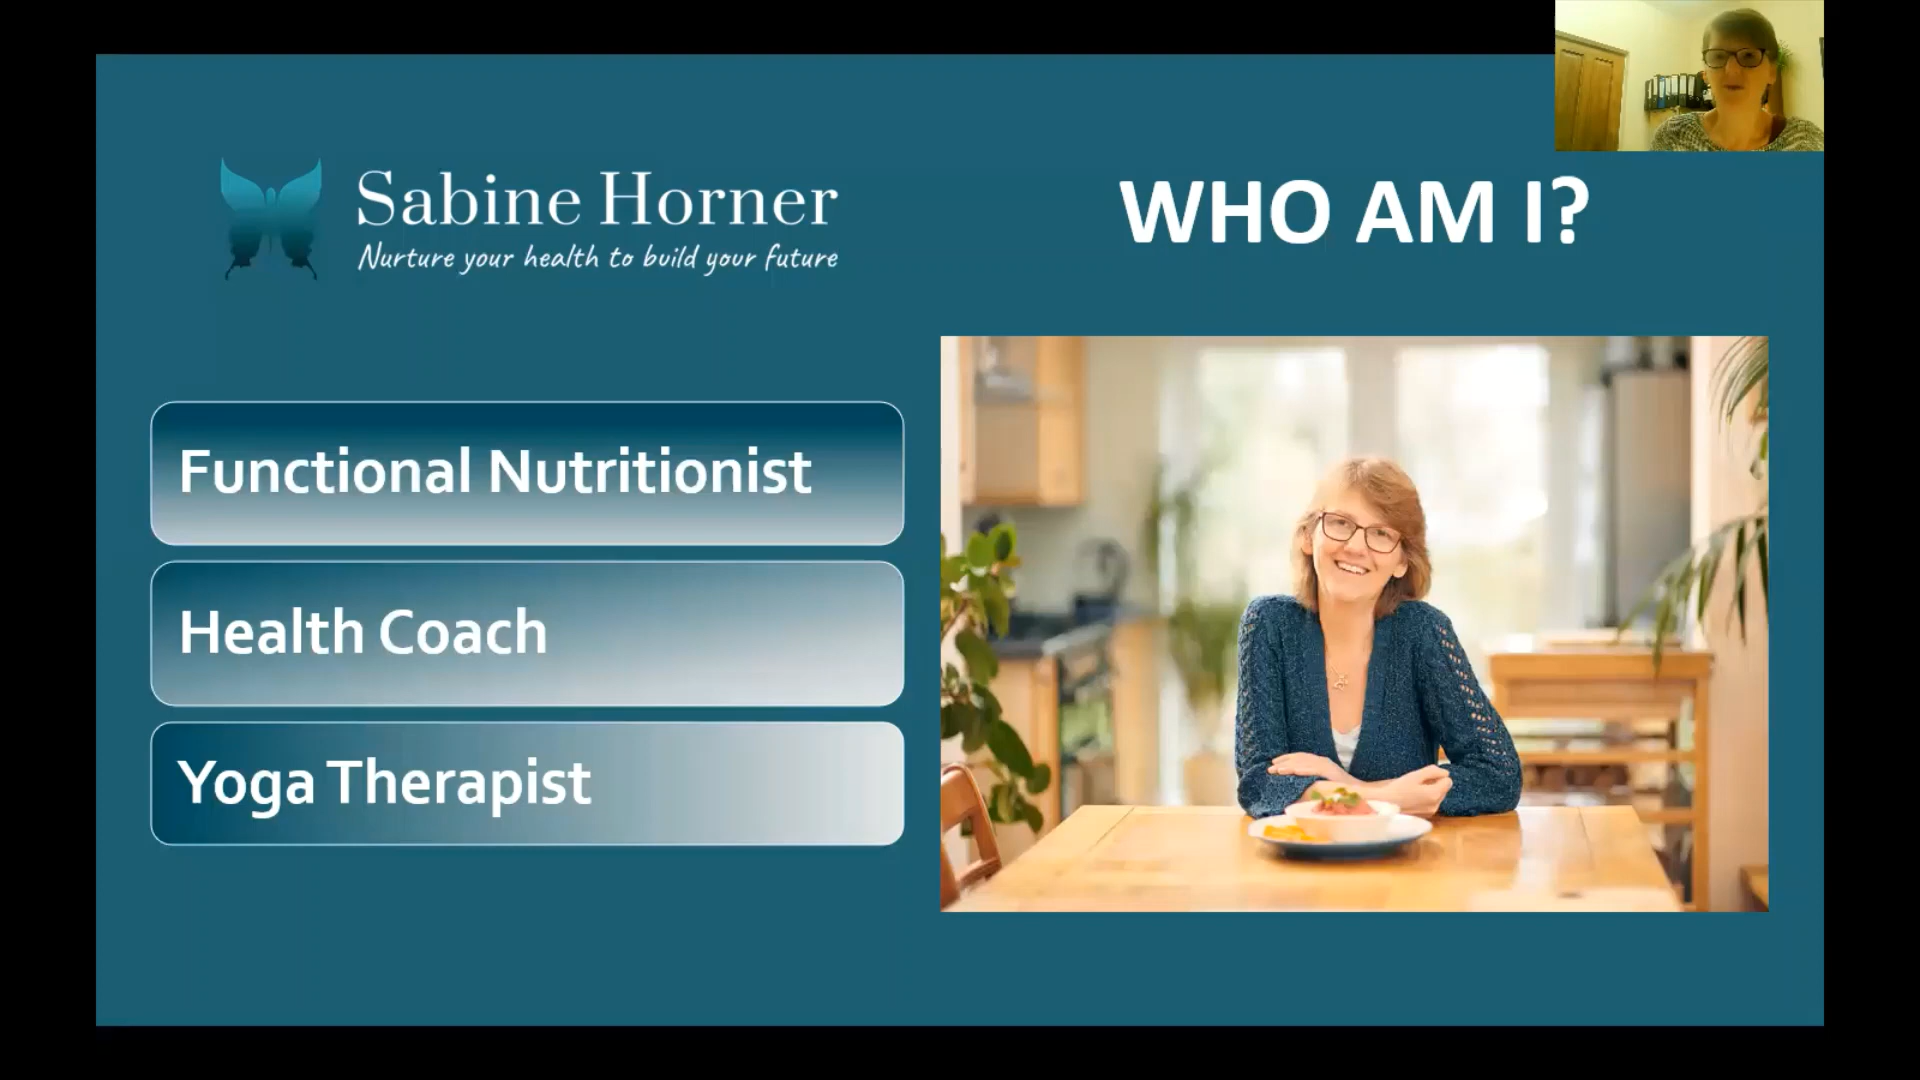 Sabine Horner
Nurture your health to build your future
WHO AM I?
Functional Nutritionist
Health Coach
Yoga Therapist